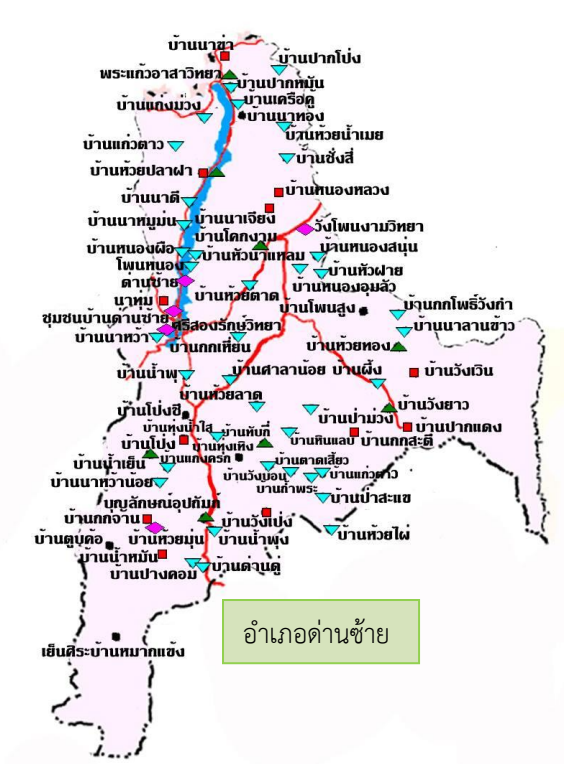 บ้านนาข่า
บ้านปากโป่ง
พระแก้วอาสาวิทยา
บ้านปากหมัน
บ้านเครือคู้
บ้านแก่งม่วง
บ้านนาทอง
บ้านห้วยน้ำเมย
บ้านแก่วตาว
บ้านซั่งสี่
บ้านห้วยปลาฝา
บ้านหนองหลวง
บ้านนาดี
บ้านนาหมูม่น
บ้านนาเจียง
วังโพนงามวิทยา
บ้านโคกงาม
บ้านหนองผือ
บ้านหัวนาแหลม
บ้านหนองสนุ่น
โพนหนอง
บ้านหัวฝาย
ด่านซ้าย
บ้านห้วยตาด
บ้านหนองอุมลัว
นาทุ่ม
บ้านโพนสูง
บ้านกกโพธิ์วังกำ
ชุมชนบ้านด่านซ้าย
ศรีสองรักษ์วิทยา
บ้านนาลานข้าว
บ้านนาหว้า
บ้านกกเหี่ยน
บ้านห้วยทอง
บ้านน้ำพุ
บ้านศาลาน้อย
บ้านผึ้ง
บ้านวังเวิน
บ้านห้วยลาด
บ้านโป่งชี
บ้านป่าม่วง
บ้านวังยาว
บ้านทุ่งน้ำใส
บ้านทับกี่
บ้านปากแดง
บ้านโป่ง
บ้านทุ่งเทิง
บ้านหินแลบ
บ้านกกสะตี
บ้านน้ำเย็น
บ้านแก่งครก
บ้านตาดเสี้ยว
บ้านนาหว้าน้อย
บ้านวังบอน
บ้านแก่วตาว
บ้านถ้ำพระ
บุญลักษณ์อุปถัมภ์
บ้านป่าสะแข
บ้านกกจาน
บ้านวังเป่ง
บ้านตูบค้อ
บ้านห้วยมุ่น
บ้านน้ำพุง
บ้านห้วยไผ่
บ้านน้ำหมัน
บ้านปางคอม
บ้านด่านดู่
อำเภอด่านซ้าย
เย็นศิระบ้านหมากแข้ง